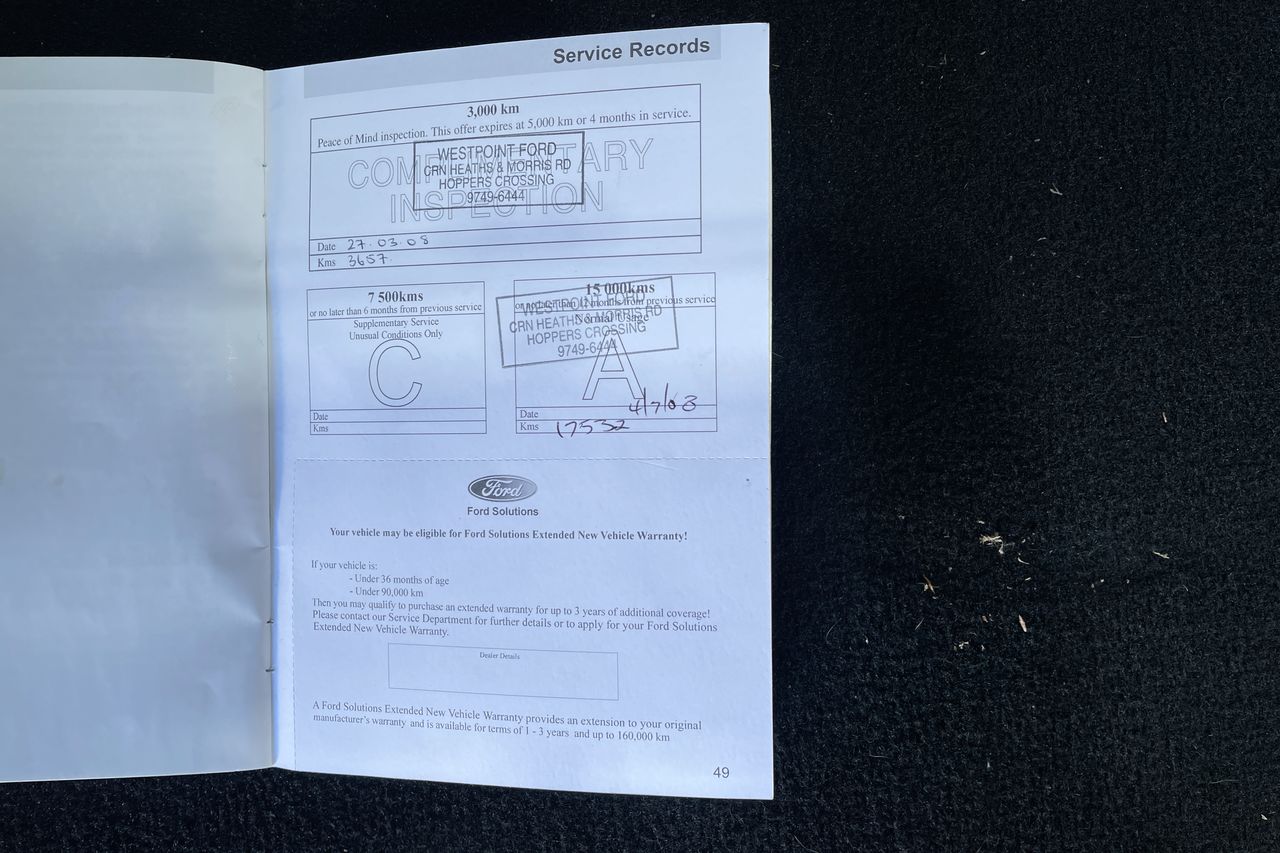 Service Records
3,000 km
Peace of Mind inspection. This offer expires at 5,000 km or 4 months in service.
COMPLIMENTARY
INSPECTION
WESTPOINT FORD
CRN HEATHS & MORRIS RD
HOPPERS CROSSING
9749-6444
Date 27.03.08
Kms 3657
7 500kms
or no later than 6 months from previous service
Supplementary Service
Unusual Conditions Only
C
Date
Kms
15 000kms
or no later than 12 months from previous service
Normal Usage
WESTPOINT FORD
CRN HEATHS & MORRIS RD
HOPPERS CROSSING
9749-6444
A
Date 4/7/08
Kms 17532
Ford
Ford Solutions
Your vehicle may be eligible for Ford Solutions Extended New Vehicle Warranty!
If your vehicle is:
- Under 36 months of age
- Under 90,000 km
Then you may qualify to purchase an extended warranty for up to 3 years of additional coverage!
Please contact our Service Department for further details or to apply for your Ford Solutions
Extended New Vehicle Warranty.
Dealer Details
A Ford Solutions Extended New Vehicle Warranty provides an extension to your original
manufacturer's warranty and is available for terms of 1 - 3 years and up to 160,000 km
49